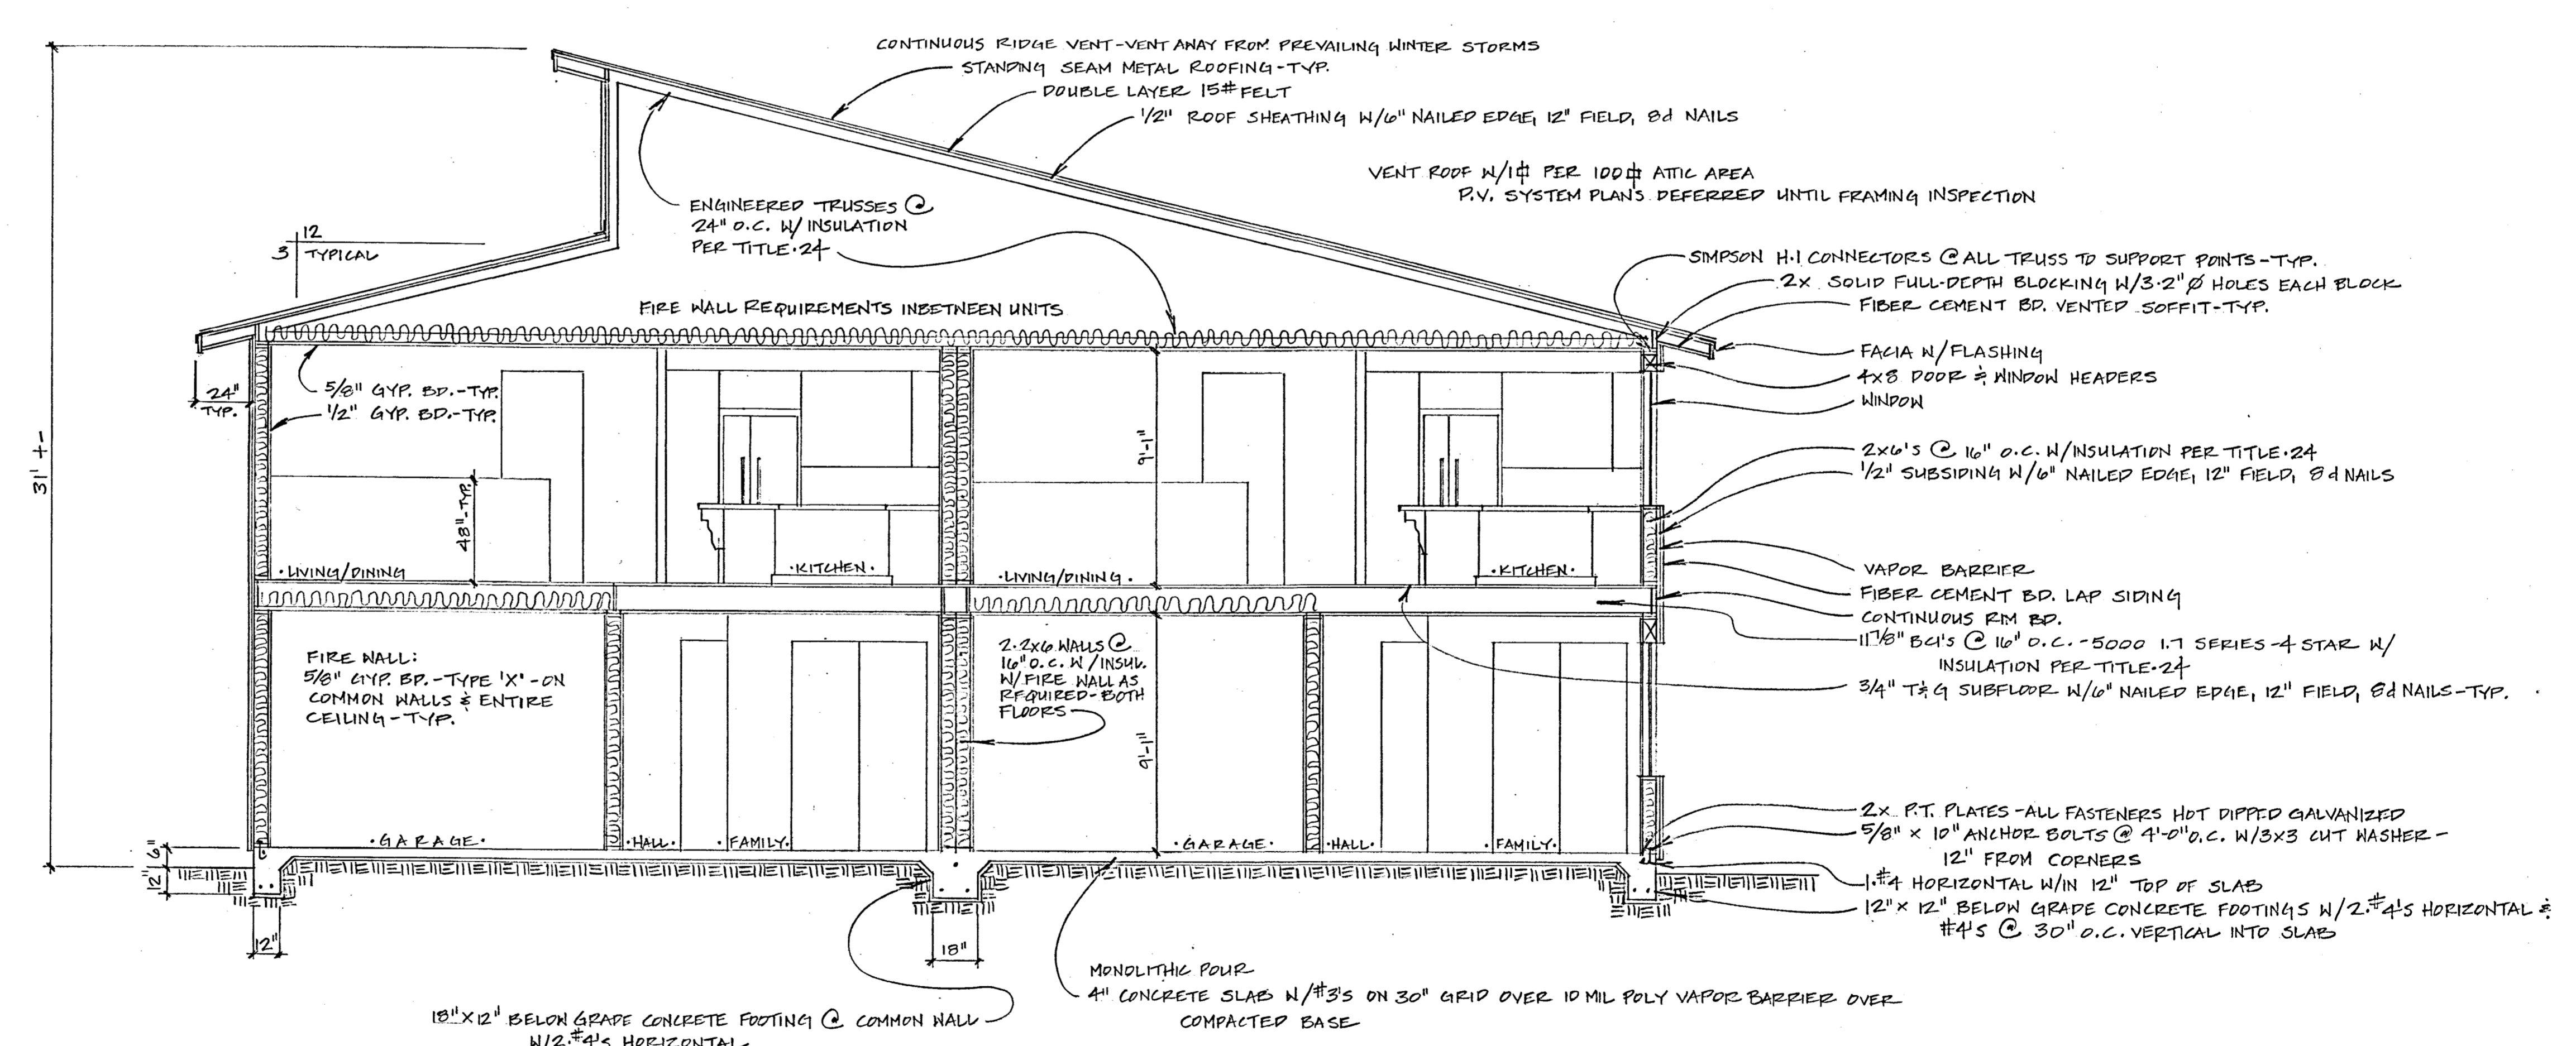 CONTINUOUS RIDGE VENT-VENT AWAY FROM PREVAILING WINTER STORMS
STANDING SEAM METAL ROOFING-TYP.
DOUBLE LAYER 15# FELT
1/2" ROOF SHEATHING W/6" NAILED EDGE, 12" FIELD, 8d NAILS
VENT ROOF W/1⏍ PER 100⏍ ATTIC AREA
P.V. SYSTEM PLANS DEFERRED UNTIL FRAMING INSPECTION
ENGINEERED TRUSSES @
24" O.C. W/ INSULATION
PER TITLE·24
12
3 TYPICAL
FIRE WALL REQUIREMENTS INBETWEEN UNITS
SIMPSON H·1 CONNECTORS @ ALL TRUSS TO SUPPORT POINTS-TYP.
2x SOLID FULL-DEPTH BLOCKING W/3·2"Ø HOLES EACH BLOCK
FIBER CEMENT BD. VENTED SOFFIT-TYP.
FACIA W/FLASHING
4x8 DOOR & WINDOW HEADERS
WINDOW
24"
TYP.
5/8" GYP. BD.-TYP.
1/2" GYP. BD.-TYP.
31' +-
48"-TYP.
9'-1"
2x6'S @ 16" O.C. W/INSULATION PER TITLE·24
1/2" SUBSIDING W/6" NAILED EDGE, 12" FIELD, 8d NAILS
·LIVING/DINING
·KITCHEN·
·LIVING/DINING·
·KITCHEN·
VAPOR BARRIER
FIBER CEMENT BD. LAP SIDING
CONTINUOUS RIM BD.
11 7/8" BCI'S @ 16" O.C. -5000 1.7 SERIES-4 STAR W/
INSULATION PER TITLE·24
3/4" T&G SUBFLOOR W/6" NAILED EDGE, 12" FIELD, 8d NAILS-TYP.
FIRE WALL:
5/8" GYP. BD.-TYPE 'X'-ON
COMMON WALLS & ENTIRE
CEILING-TYP.
2·2x6 WALLS @
16" O.C. W/INSUL.
W/FIRE WALL AS
REQUIRED-BOTH
FLOORS
9'-1"
·GARAGE·
·HALL·
·FAMILY·
·GARAGE·
·HALL·
·FAMILY·
2x P.T. PLATES-ALL FASTENERS HOT DIPPED GALVANIZED
5/8" x 10" ANCHOR BOLTS @ 4'-0" O.C. W/3x3 CUT WASHER-
12" FROM CORNERS
1·#4 HORIZONTAL W/IN 12" TOP OF SLAB
12" x 12" BELOW GRADE CONCRETE FOOTINGS W/2·#4'S HORIZONTAL &
#4'S @ 30" O.C. VERTICAL INTO SLAB
6"
12"
12"
18"
MONOLITHIC POUR
4" CONCRETE SLAB W/#3'S ON 30" GRID OVER 10 MIL POLY VAPOR BARRIER OVER
COMPACTED BASE
18"x12" BELOW GRADE CONCRETE FOOTING @ COMMON WALL
W/2·#4'S HORIZONTAL